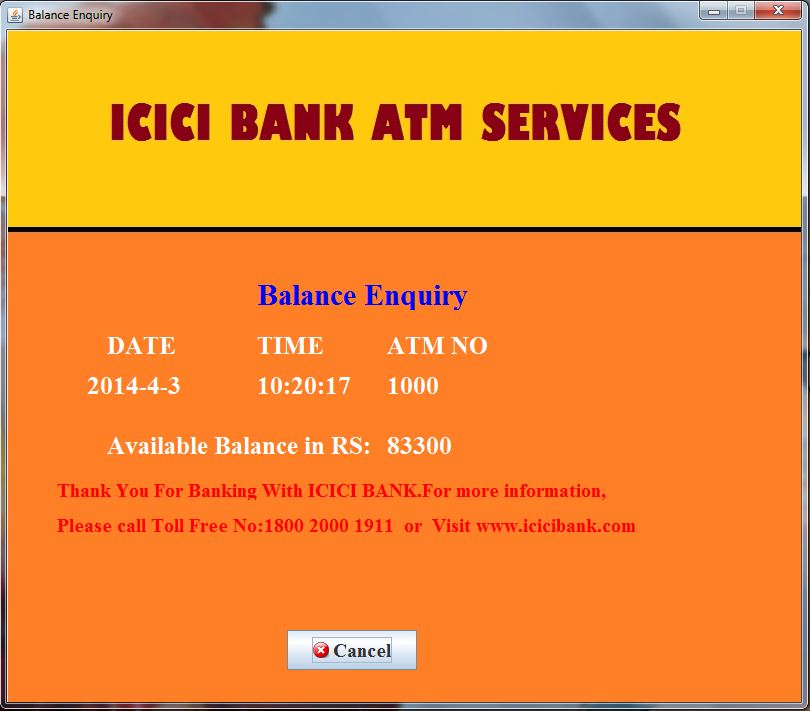 Balance Enquiry
ICICI BANK ATM SERVICES
Balance Enquiry
DATE TIME ATM NO
2014-4-3 10:20:17 1000
Available Balance in RS: 83300
Thank You For Banking With ICICI BANK.For more information,
Please call Toll Free No:1800 2000 1911 or Visit www.icicibank.com
Cancel